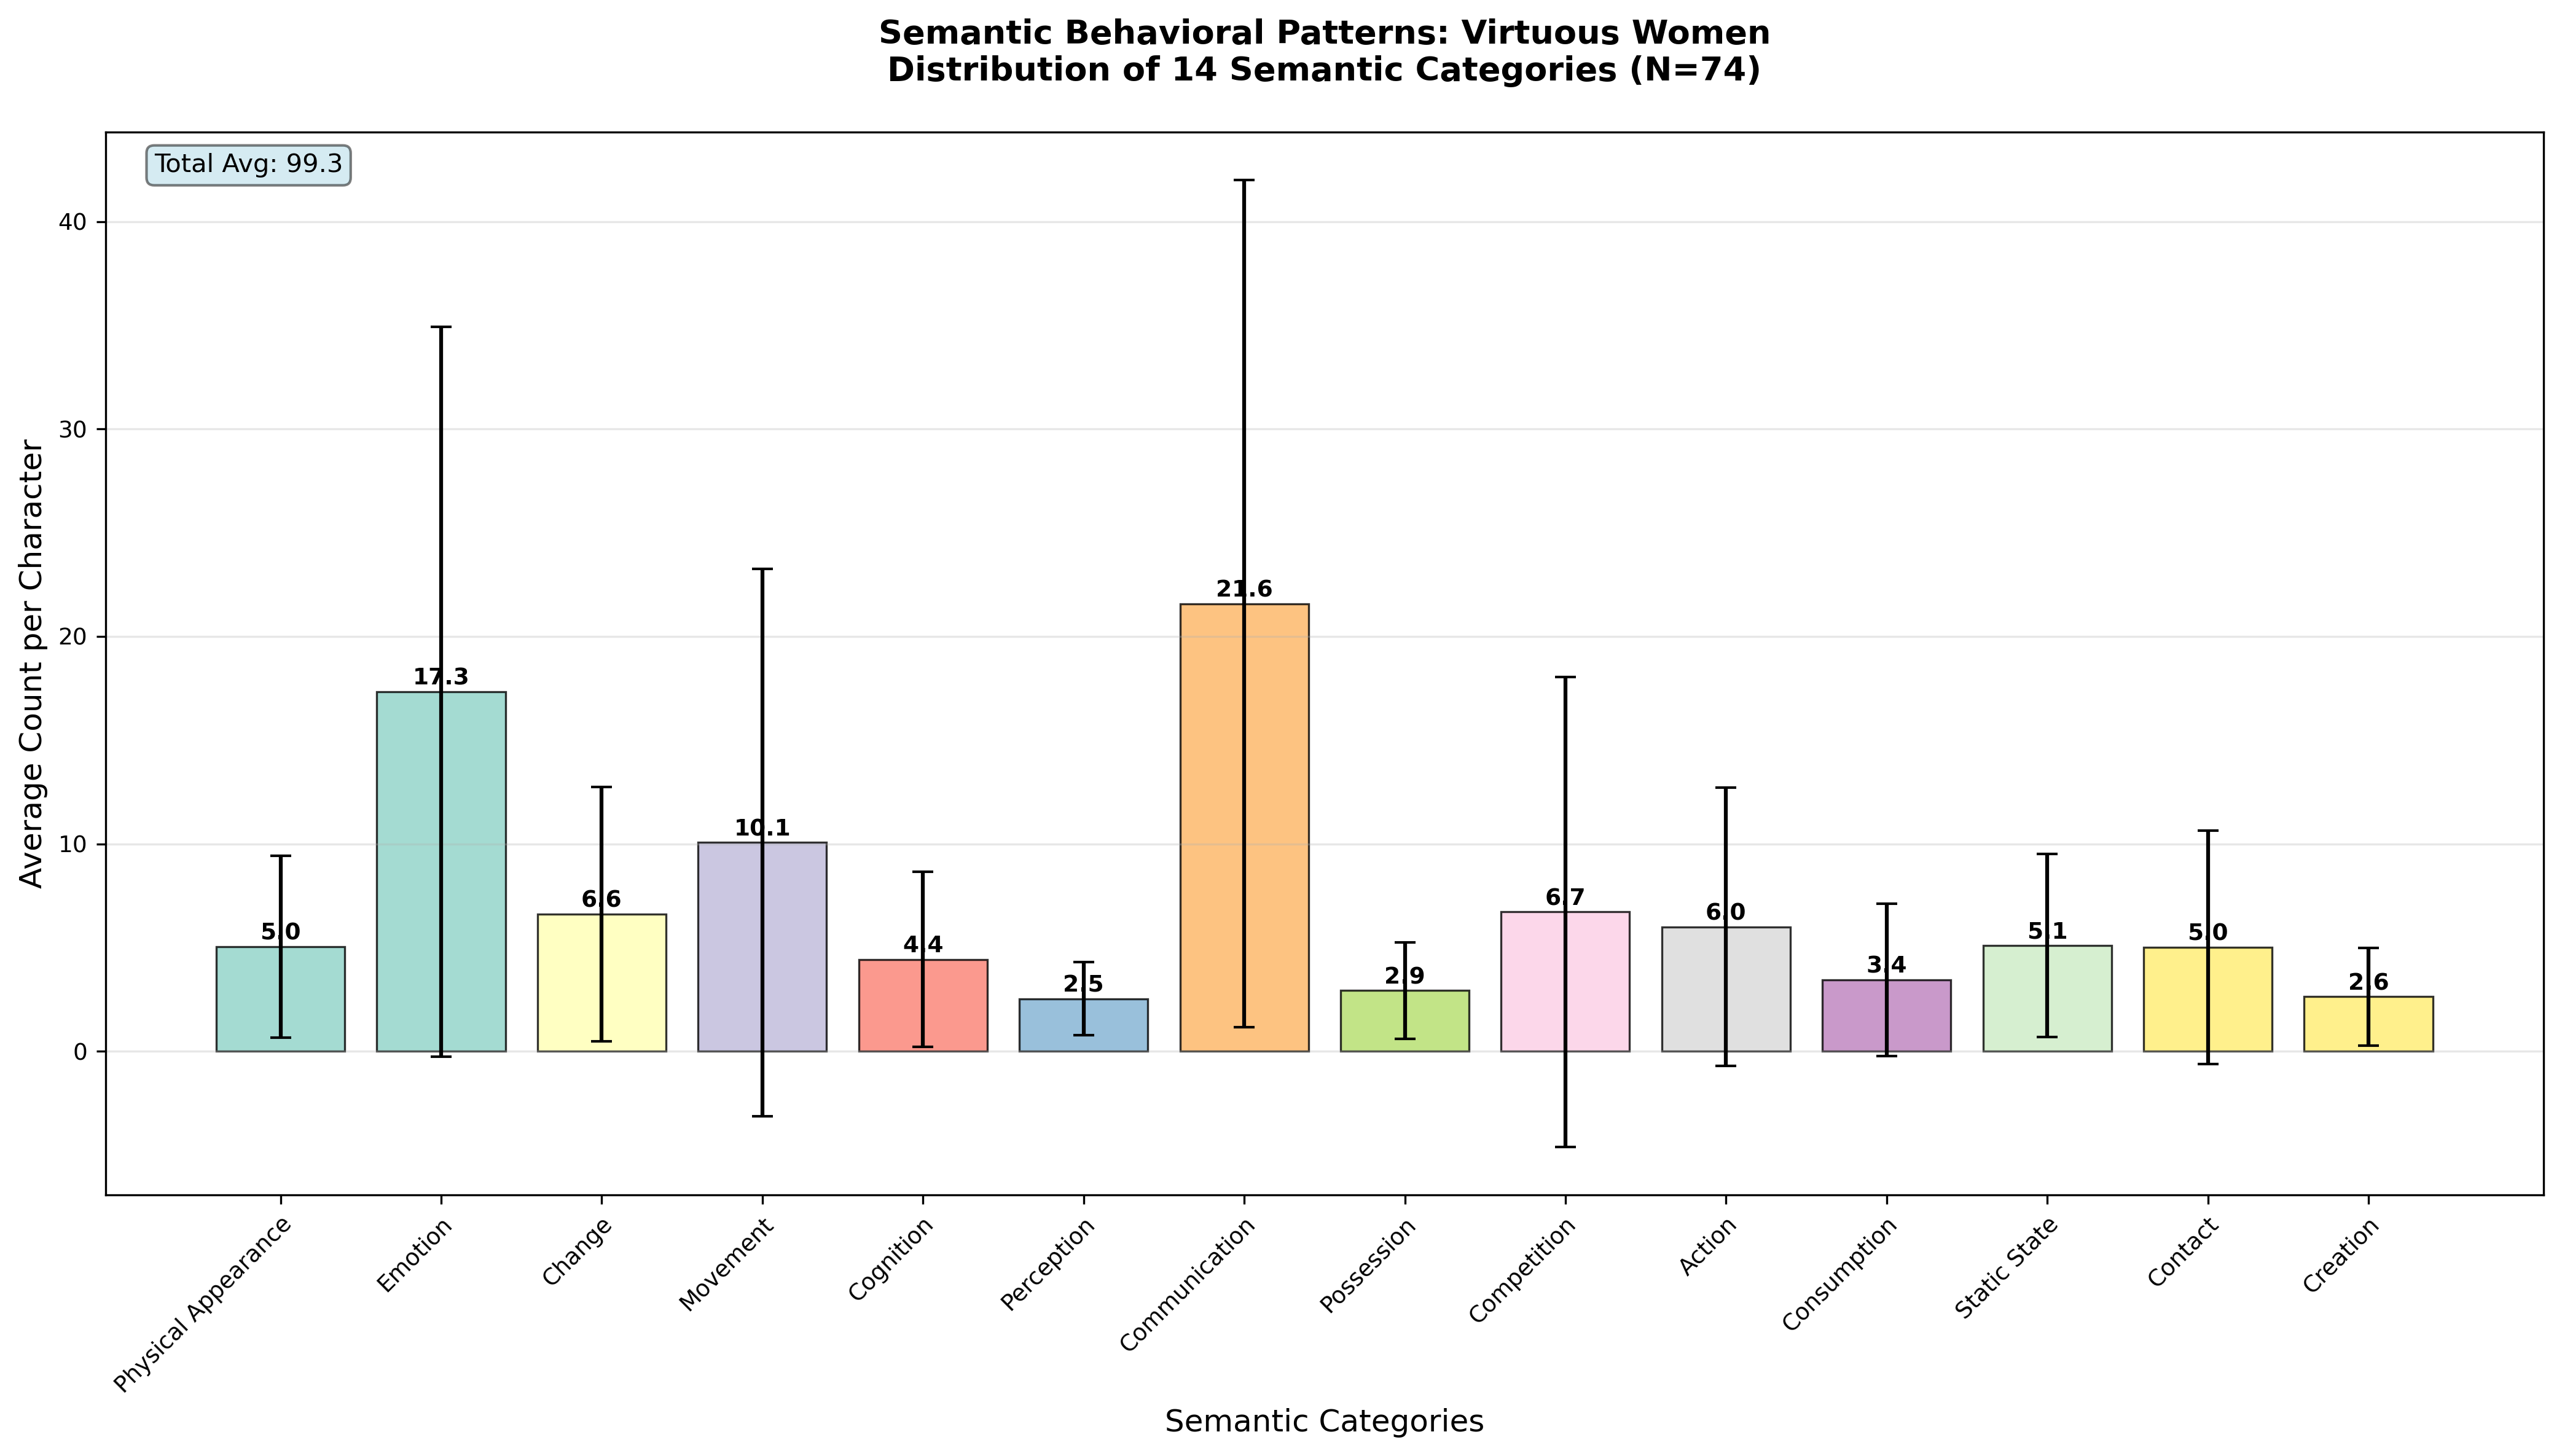 Semantic Behavioral Patterns: Virtuous Women
Distribution of 14 Semantic Categories (N=74)
Total Avg: 99.3
Average Count per Character
40
30
20
10
0
5.0
17.3
6.6
10.1
4.4
2.5
21.6
2.9
6.7
6.0
3.4
5.1
5.0
2.6
Physical Appearance
Emotion
Change
Movement
Cognition
Perception
Communication
Possession
Competition
Action
Consumption
Static State
Contact
Creation
Semantic Categories